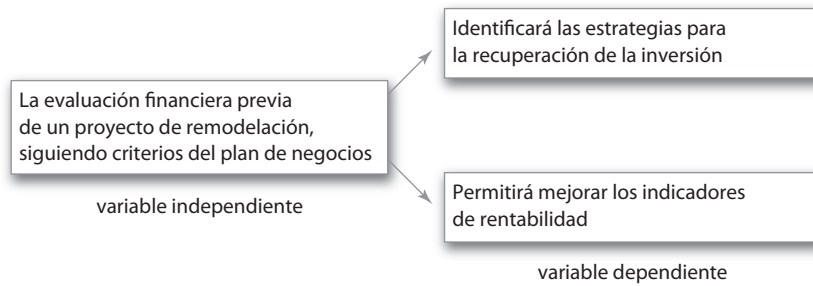 La evaluación financiera previa
de un proyecto de remodelación,
siguiendo criterios del plan de negocios
variable independiente
Identificará las estrategias para
la recuperación de la inversión
Permitirá mejorar los indicadores
de rentabilidad
variable dependiente